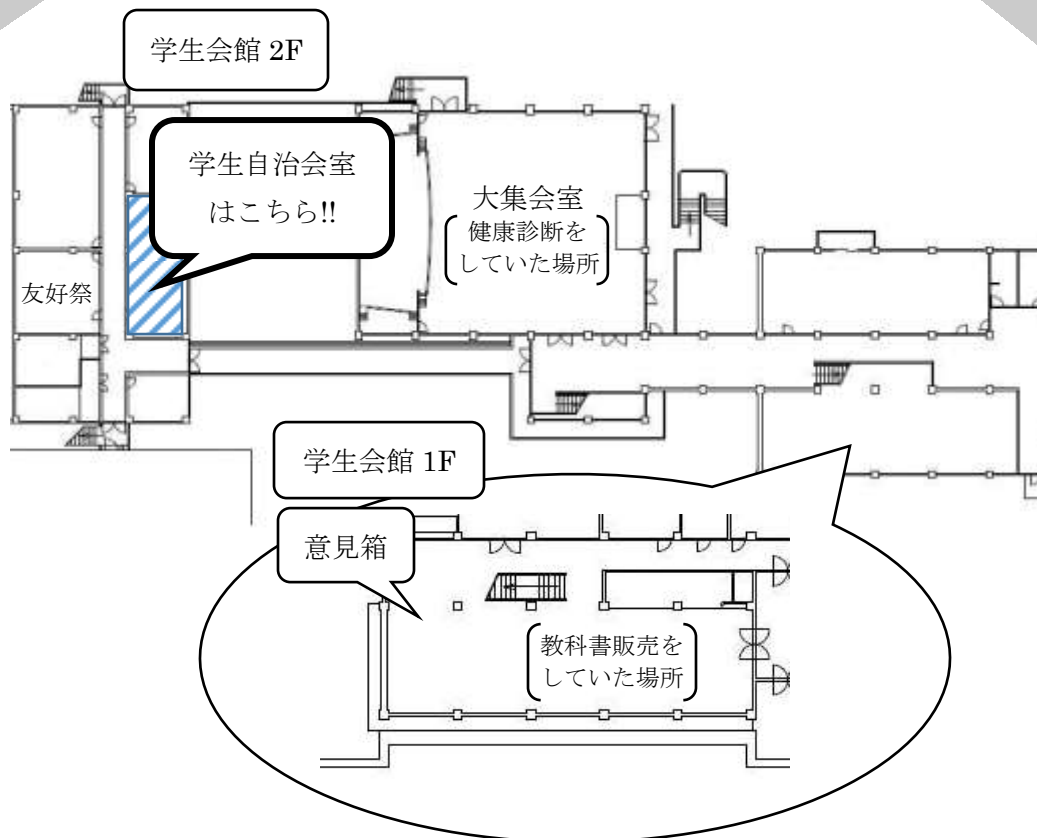 学生会館 2F
学生自治会室
はこちら!!
大集会室
健康診断を
していた場所
友好祭
学生会館 1F
意見箱
教科書販売を
していた場所